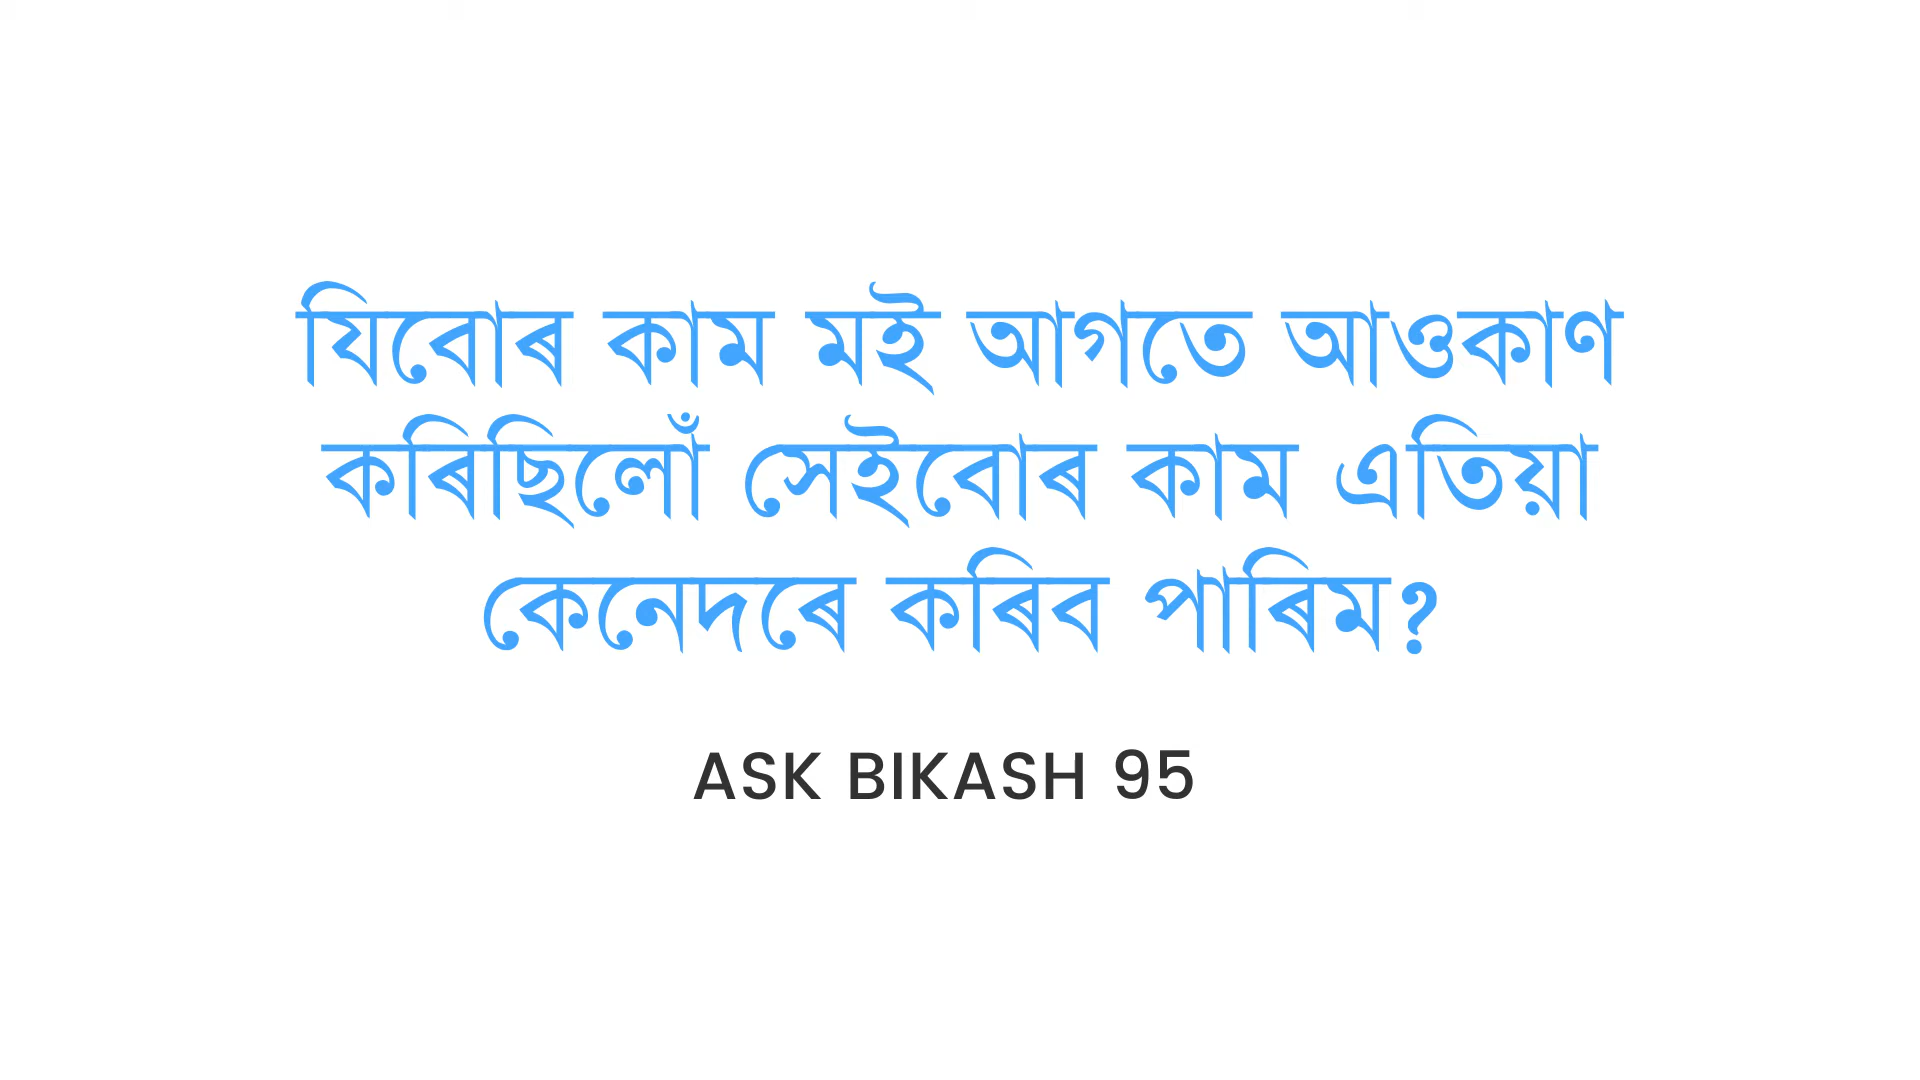 যিবোৰ কাম মই আগতে আওকাণ
কৰিছিলোঁ সেইবোৰ কাম এতিয়া
কেনেদৰে কৰিব পাৰিম?
ASK BIKASH 95